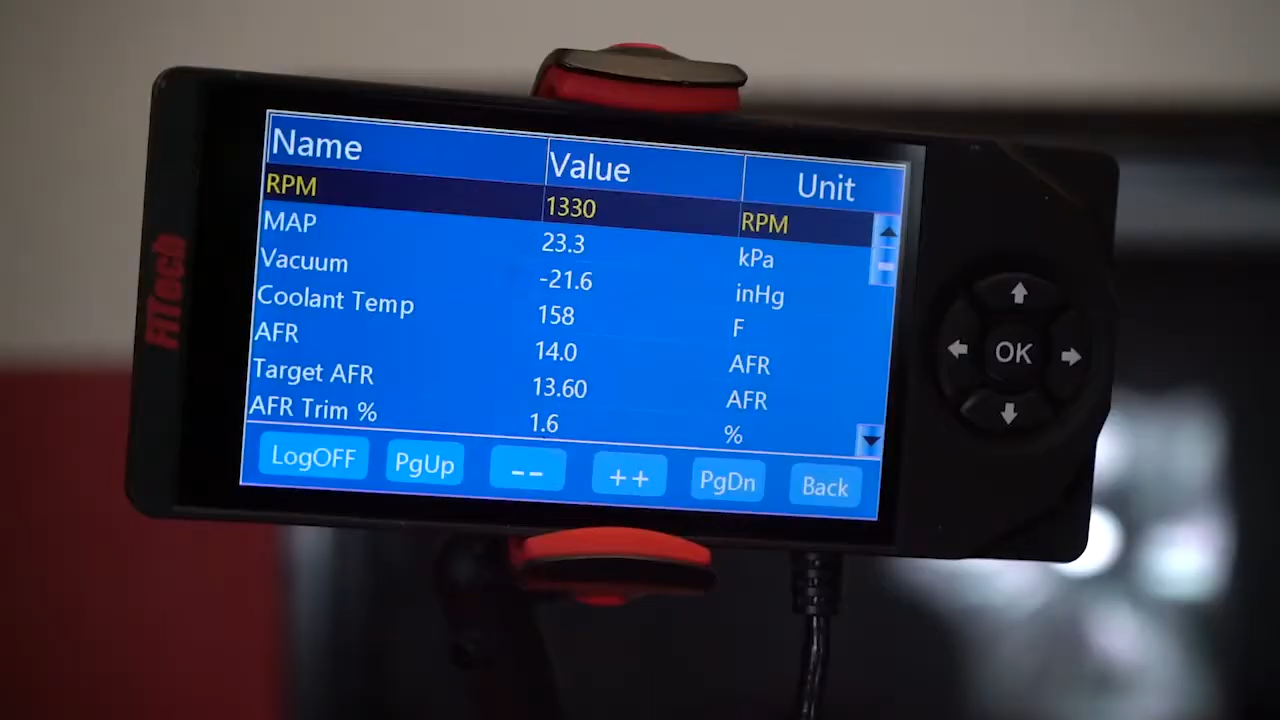 FiTech
Name Value Unit
RPM 1330 RPM
MAP 23.3 kPa
Vacuum -21.6 inHg
Coolant Temp 158 F
AFR 14.0 AFR
Target AFR 13.60 AFR
AFR Trim % 1.6 %
LogOFF PgUp -- ++ PgDn Back
OK